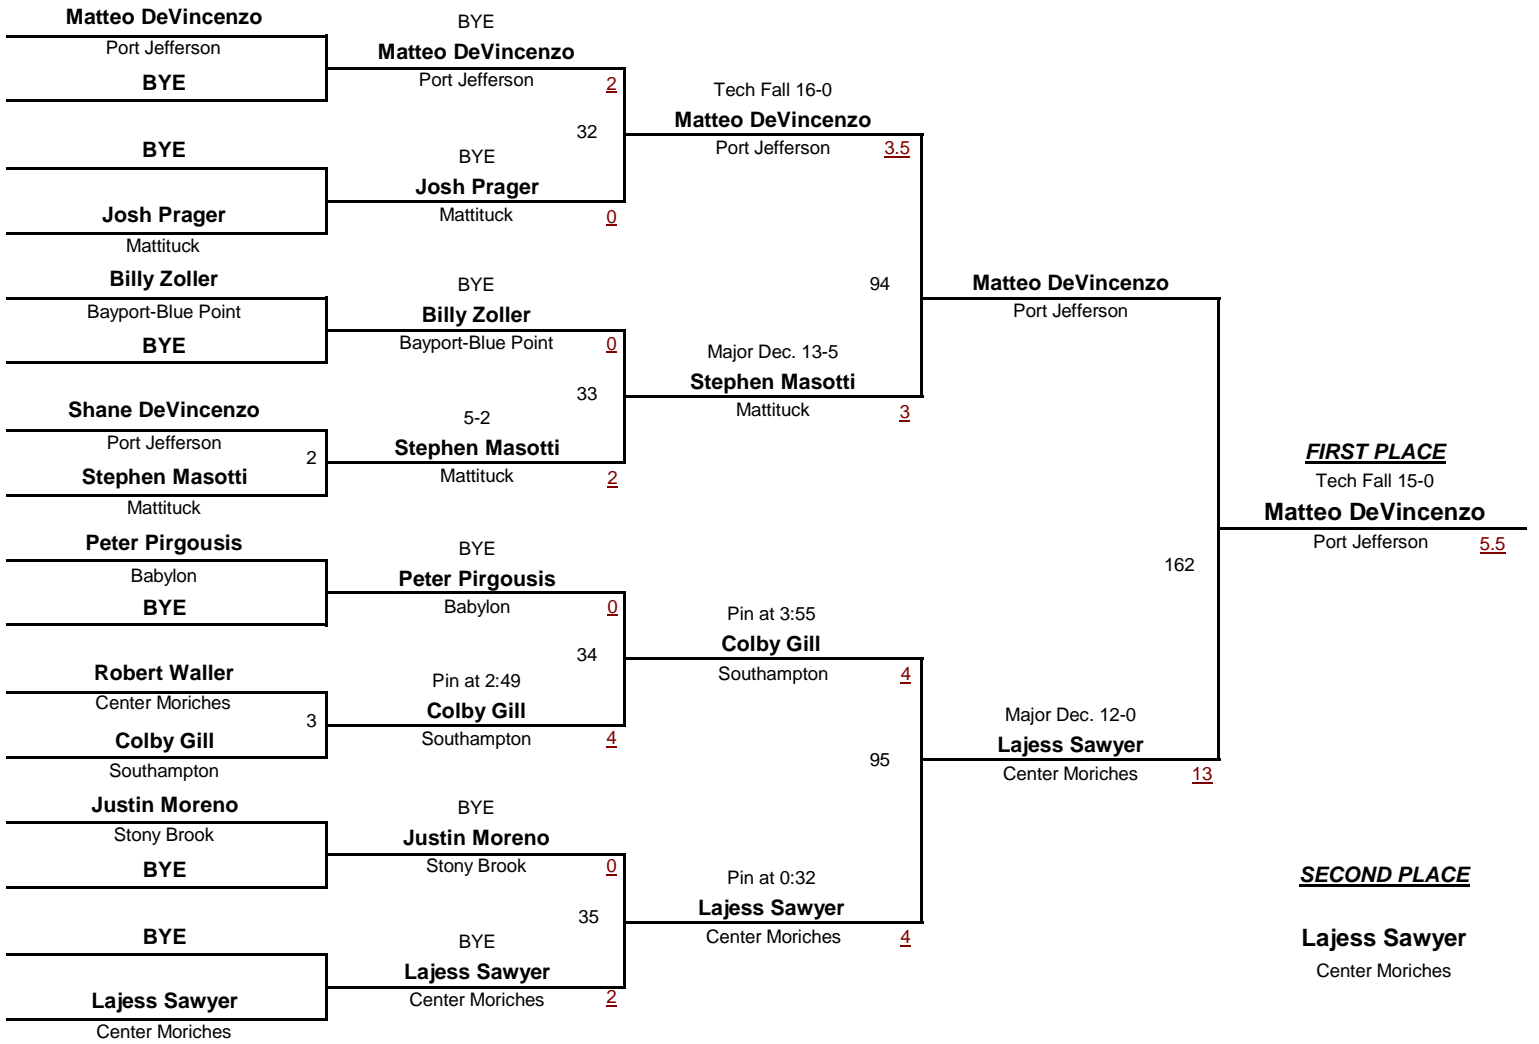 Matteo DeVincenzo
Port Jefferson
BYE
BYE
Josh Prager
Mattituck
Billy Zoller
Bayport-Blue Point
BYE
Shane DeVincenzo
Port Jefferson
2
Stephen Masotti
Mattituck
Peter Pirgousis
Babylon
BYE
Robert Waller
Center Moriches
3
Colby Gill
Southampton
Justin Moreno
Stony Brook
BYE
BYE
Lajess Sawyer
Center Moriches
BYE
Matteo DeVincenzo
Port Jefferson 2
32
BYE
Josh Prager
Mattituck 0
BYE
Billy Zoller
Bayport-Blue Point 0
33
5-2
Stephen Masotti
Mattituck 2
BYE
Peter Pirgousis
Babylon 0
34
Pin at 2:49
Colby Gill
Southampton 4
BYE
Justin Moreno
Stony Brook 0
35
BYE
Lajess Sawyer
Center Moriches 2
Tech Fall 16-0
Matteo DeVincenzo
Port Jefferson 3.5
94
Major Dec. 13-5
Stephen Masotti
Mattituck 3
Pin at 3:55
Colby Gill
Southampton 4
95
Pin at 0:32
Lajess Sawyer
Center Moriches 4
Matteo DeVincenzo
Port Jefferson
162
Major Dec. 12-0
Lajess Sawyer
Center Moriches 13
FIRST PLACE
Tech Fall 15-0
Matteo DeVincenzo
Port Jefferson 5.5
SECOND PLACE
Lajess Sawyer
Center Moriches